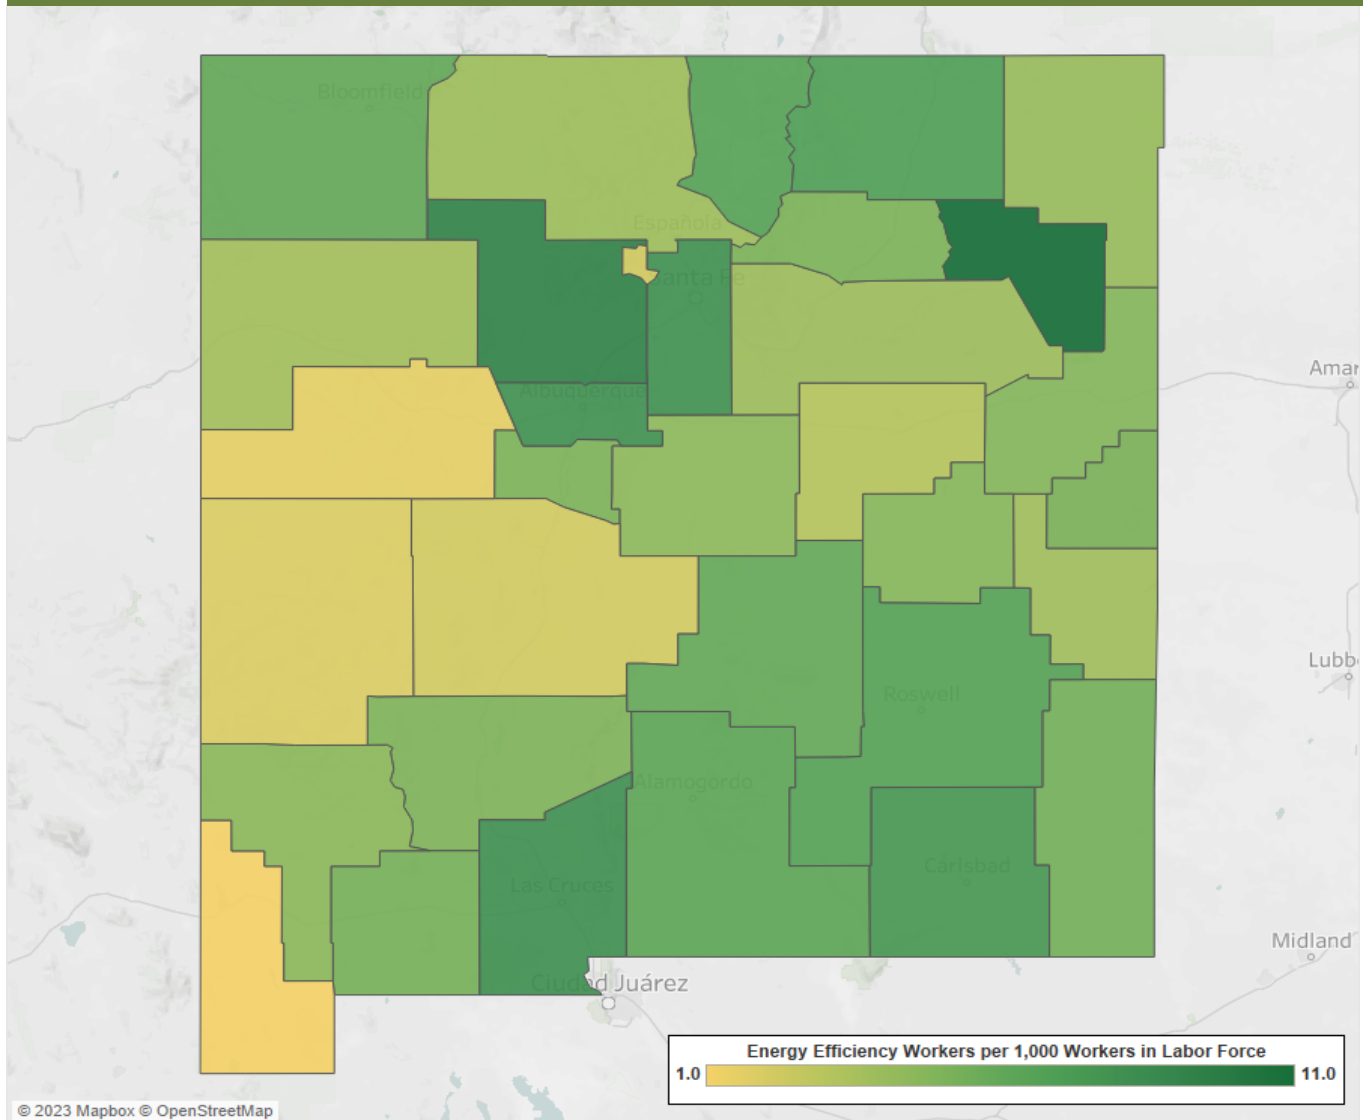 Bloomfield
Española
Santa Fe
Amar
Albuquerque
Lubb
Roswell
Alamogordo
Carlsbad
Las Cruces
Midland
Ciudad Juárez
Energy Efficiency Workers per 1,000 Workers in Labor Force
1.0
11.0
© 2023 Mapbox © OpenStreetMap